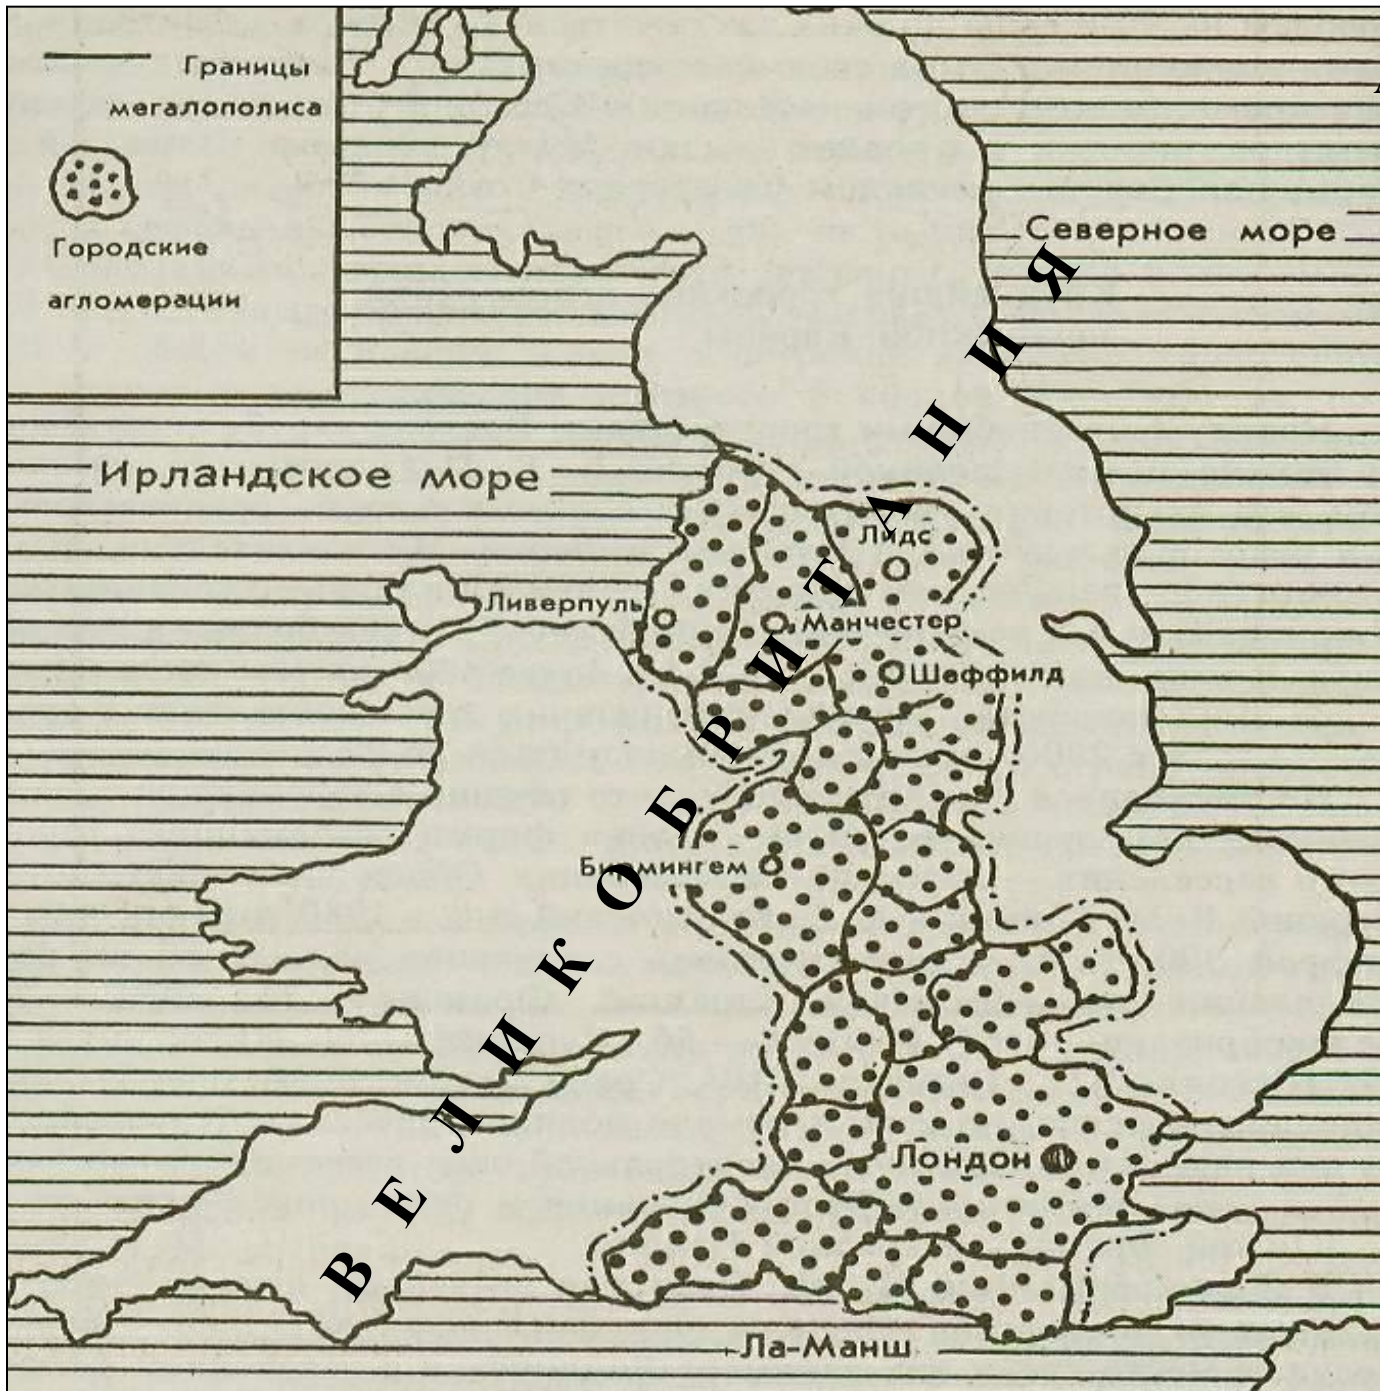 Границы
мегалополиса
Городские
агломерации
Северное море
Ирландское море
Лидс
Ливерпуль
Манчестер
Шеффилд
Бирмингем
ВЕЛИКОБРИТАНИЯ
Лондон
Ла-Манш